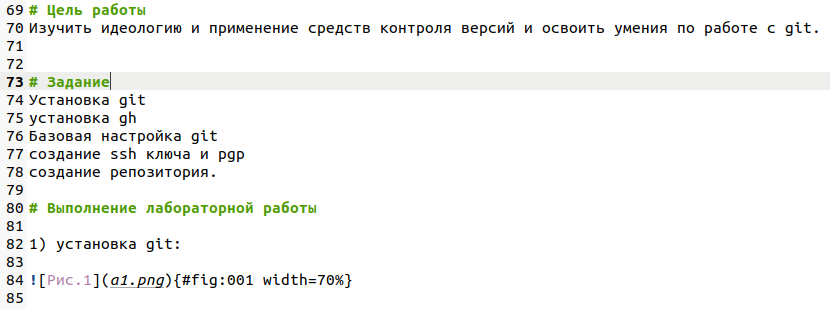 69 # Цель работы
70 Изучить идеологию и применение средств контроля версий и освоить умения по работе с git.
71
72
73 # Задание
74 Установка git
75 установка gh
76 Базовая настройка git
77 создание ssh ключа и pgp
78 создание репозитория.
79
80 # Выполнение лабораторной работы
81
82 1) установка git:
83
84 ![Рис.1](a1.png){#fig:001 width=70%}
85